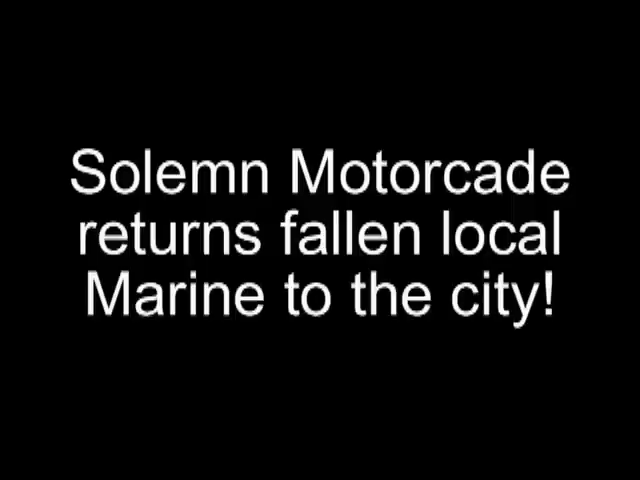 Solemn Motorcade
returns fallen local
Marine to the city!